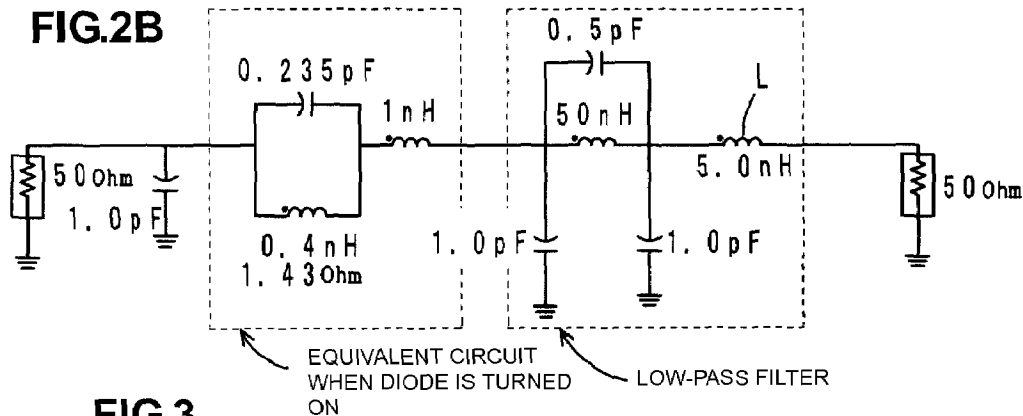 FIG.2B
0.235pF
1nH
0.5pF
50nH
L
5.0nH
50Ohm
1.0pF
0.4nH
1.43Ohm
1.0pF
1.0pF
50Ohm
EQUIVALENT CIRCUIT
WHEN DIODE IS TURNED
ON
LOW-PASS FILTER
FIG.3